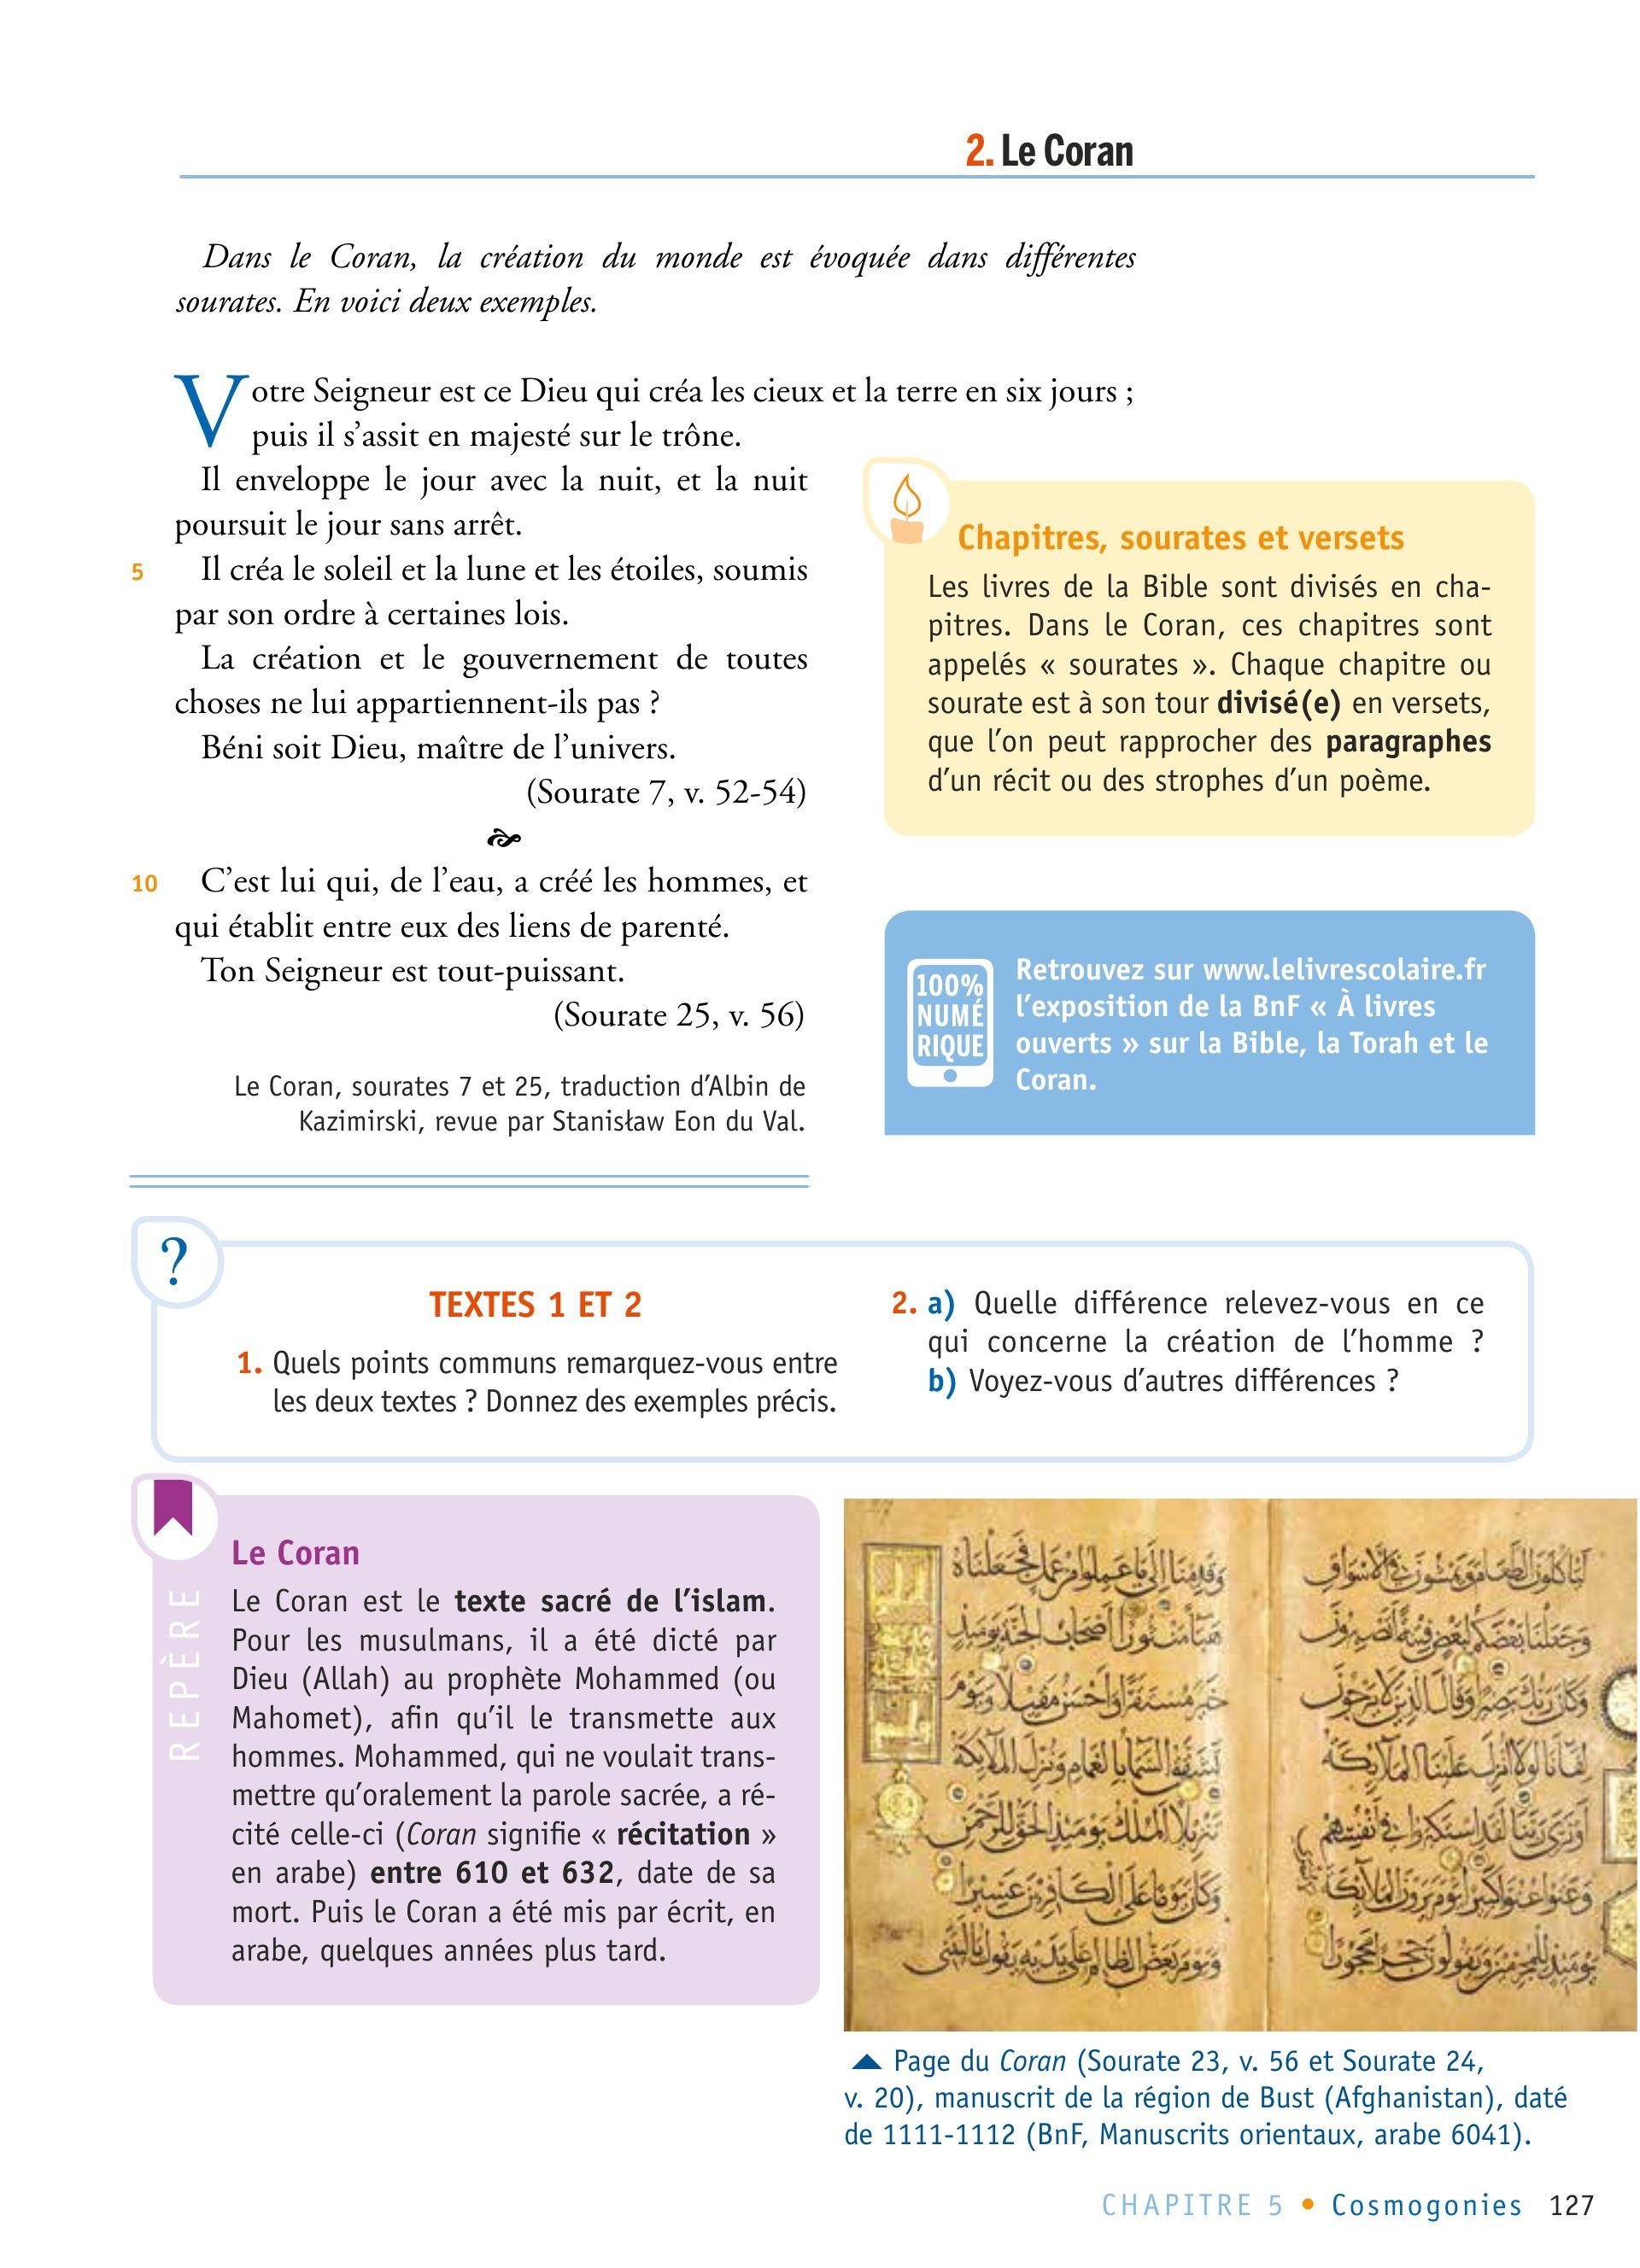 2. Le Coran
Dans le Coran, la création du monde est évoquée dans différentes
sourates. En voici deux exemples.
Votre Seigneur est ce Dieu qui créa les cieux et la terre en six jours ;
puis il s’assit en majesté sur le trône.
Il enveloppe le jour avec la nuit, et la nuit
poursuit le jour sans arrêt.
5 Il créa le soleil et la lune et les étoiles, soumis
par son ordre à certaines lois.
La création et le gouvernement de toutes
choses ne lui appartiennent-ils pas ?
Béni soit Dieu, maître de l’univers.
(Sourate 7, v. 52-54)
10 C’est lui qui, de l’eau, a créé les hommes, et
qui établit entre eux des liens de parenté.
Ton Seigneur est tout-puissant.
(Sourate 25, v. 56)
Le Coran, sourates 7 et 25, traduction d’Albin de
Kazimirski, revue par Stanisław Eon du Val.
Chapitres, sourates et versets
Les livres de la Bible sont divisés en cha-
pitres. Dans le Coran, ces chapitres sont
appelés « sourates ». Chaque chapitre ou
sourate est à son tour divisé(e) en versets,
que l’on peut rapprocher des paragraphes
d’un récit ou des strophes d’un poème.
100%
NUMÉ
RIQUE
Retrouvez sur www.lelivrescolaire.fr
l’exposition de la BnF « À livres
ouverts » sur la Bible, la Torah et le
Coran.
?
TEXTES 1 ET 2
1. Quels points communs remarquez-vous entre
les deux textes ? Donnez des exemples précis.
2. a) Quelle différence relevez-vous en ce
qui concerne la création de l’homme ?
b) Voyez-vous d’autres différences ?
REPÈRE
Le Coran
Le Coran est le texte sacré de l’islam.
Pour les musulmans, il a été dicté par
Dieu (Allah) au prophète Mohammed (ou
Mahomet), afin qu’il le transmette aux
hommes. Mohammed, qui ne voulait trans-
mettre qu’oralement la parole sacrée, a ré-
cité celle-ci (Coran signifie « récitation »
en arabe) entre 610 et 632, date de sa
mort. Puis le Coran a été mis par écrit, en
arabe, quelques années plus tard.
Page du Coran (Sourate 23, v. 56 et Sourate 24,
v. 20), manuscrit de la région de Bust (Afghanistan), daté
de 1111-1112 (BnF, Manuscrits orientaux, arabe 6041).
CHAPITRE 5 • Cosmogonies 127